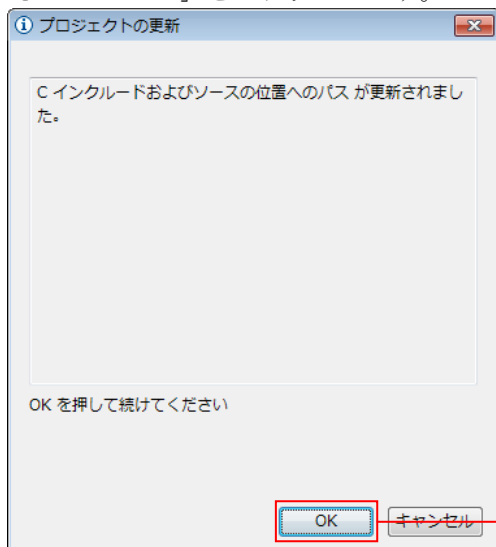 プロジェクトの更新
C インクルードおよびソースの位置へのパス が更新されまし
た。
OK を押して続けてください
OK
キャンセル